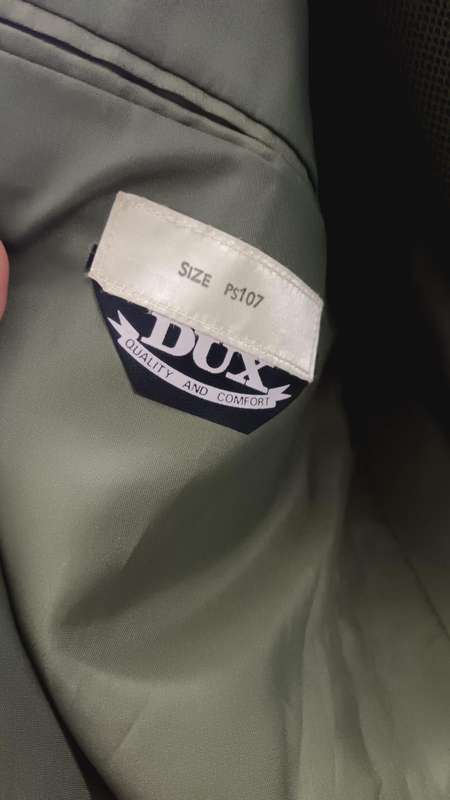 SIZE PS107
DUX
QUALITY AND COMFORT